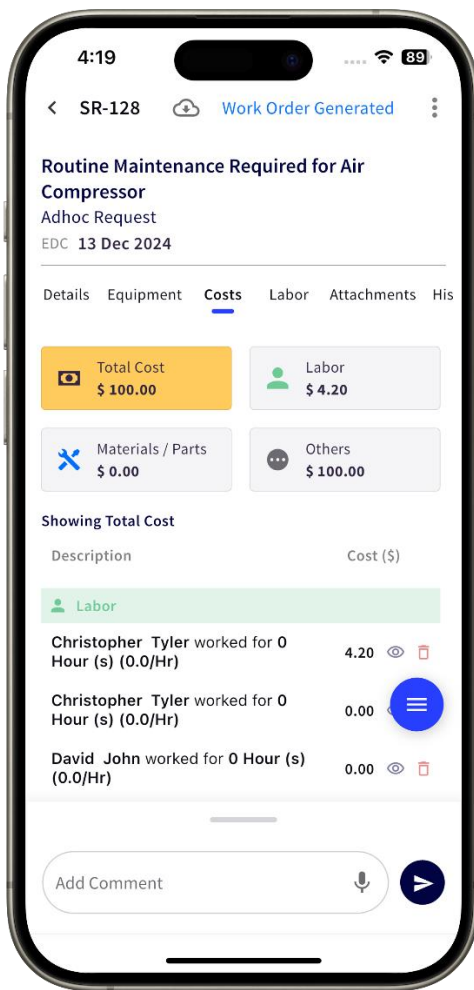 4:19
89
SR-128
Work Order Generated
Routine Maintenance Required for Air
Compressor
Adhoc Request
EDC 13 Dec 2024
Details Equipment Costs Labor Attachments His
Total Cost
$ 100.00
Labor
$ 4.20
Materials / Parts
$ 0.00
Others
$ 100.00
Showing Total Cost
Description Cost ($)
Labor
Christopher Tyler worked for 0
Hour (s) (0.0/Hr)
4.20
Christopher Tyler worked for 0
Hour (s) (0.0/Hr)
0.00
David John worked for 0 Hour (s)
(0.0/Hr)
0.00
Add Comment